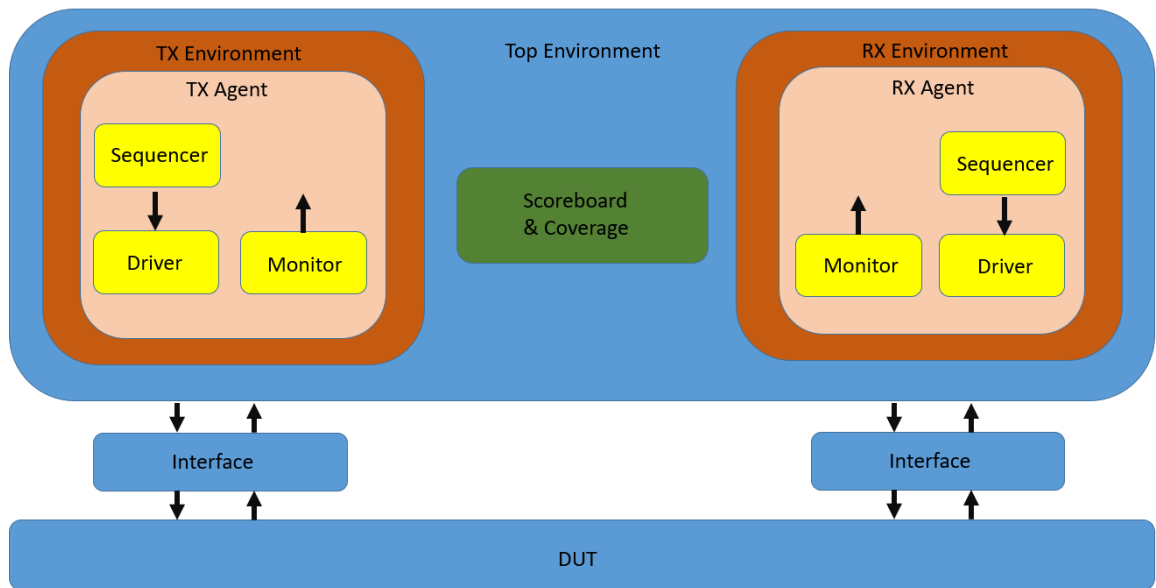 TX Environment
Top Environment
RX Environment
TX Agent
RX Agent
Sequencer
Sequencer
Scoreboard
& Coverage
Driver
Monitor
Monitor
Driver
Interface
Interface
DUT